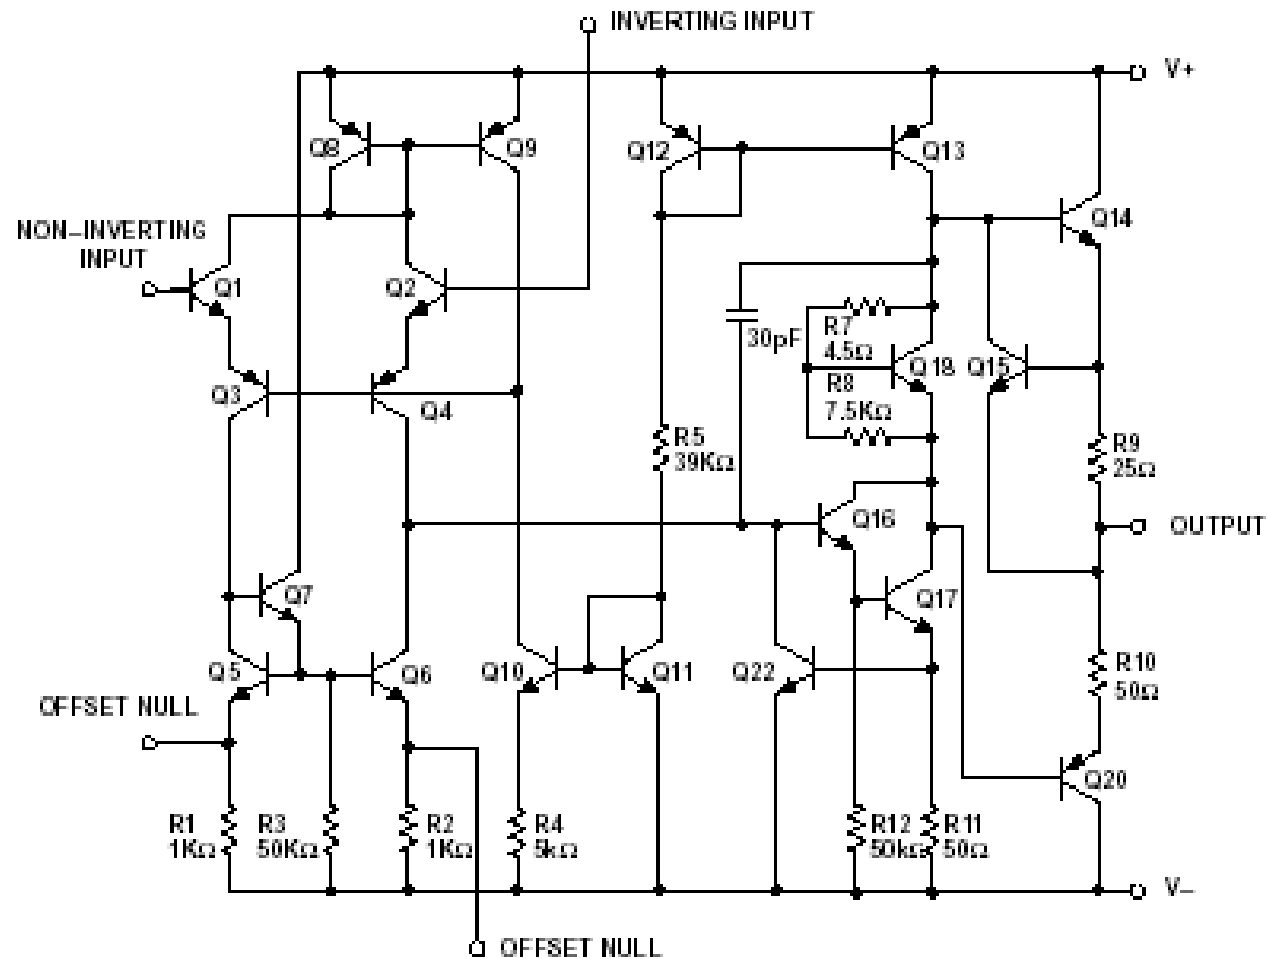 INVERTING INPUT
V+
Q8
Q9
Q12
Q13
NON-INVERTING
INPUT
Q14
Q1
Q2
30pF
R7
4.5Ω
Q18
Q15
R8
7.5KΩ
Q3
Q4
R5
39KΩ
R9
25Ω
Q16
OUTPUT
Q7
Q17
Q5
Q6
Q10
Q11
Q22
R10
50Ω
OFFSET NULL
Q20
R1
1KΩ
R3
50KΩ
R2
1KΩ
R4
5kΩ
R12
50kΩ
R11
50Ω
V–
OFFSET NULL